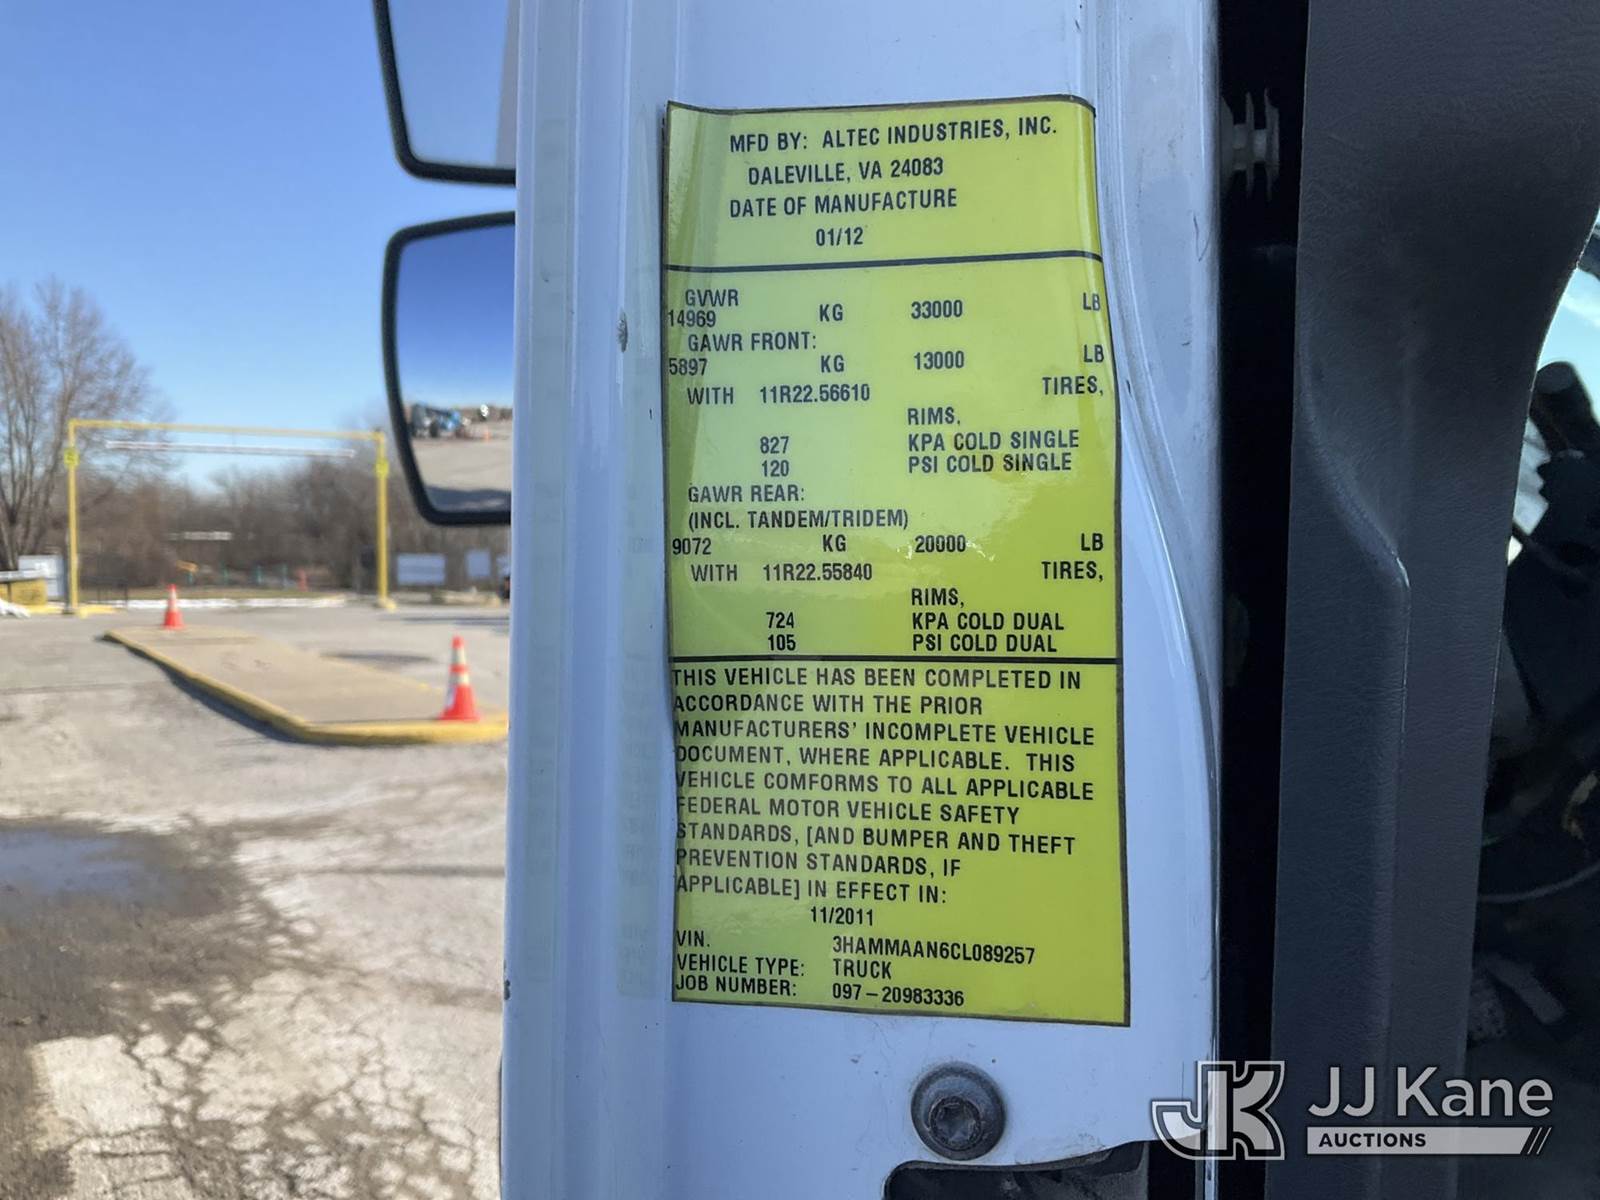 MFD BY: ALTEC INDUSTRIES, INC.
DALEVILLE, VA 24083
DATE OF MANUFACTURE
01/12
GVWR
14969 KG 33000 LB
GAWR FRONT:
5897 KG 13000 LB
WITH 11R22.56610 TIRES,
RIMS,
827 KPA COLD SINGLE
120 PSI COLD SINGLE
GAWR REAR:
(INCL. TANDEM/TRIDEM)
9072 KG 20000 LB
WITH 11R22.55840 TIRES,
RIMS,
724 KPA COLD DUAL
105 PSI COLD DUAL
THIS VEHICLE HAS BEEN COMPLETED IN
ACCORDANCE WITH THE PRIOR
MANUFACTURERS' INCOMPLETE VEHICLE
DOCUMENT, WHERE APPLICABLE. THIS
VEHICLE COMFORMS TO ALL APPLICABLE
FEDERAL MOTOR VEHICLE SAFETY
STANDARDS, [AND BUMPER AND THEFT
PREVENTION STANDARDS, IF
APPLICABLE] IN EFFECT IN:
11/2011
VIN. 3HAMMAAN6CL089257
VEHICLE TYPE: TRUCK
JOB NUMBER: 097-20983336
JK JJ Kane
AUCTIONS